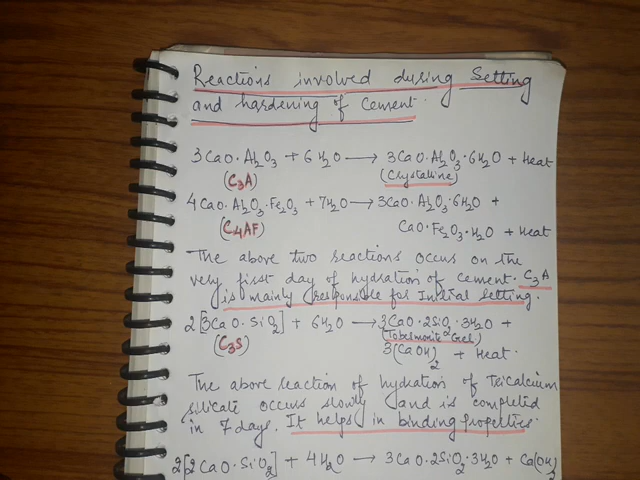 Reactions involved during Setting
and hardening of Cement.
3CaO·Al₂O₃ + 6H₂O → 3CaO·Al₂O₃·6H₂O + Heat
(C₃A) (Crystalline)
4CaO·Al₂O₃·Fe₂O₃ + 7H₂O → 3CaO·Al₂O₃·6H₂O +
(C₄AF) CaO·Fe₂O₃·H₂O + Heat
The above two reactions occus on the
very first day of hydration of cement. C₃A
is mainly responsible for Initial Setting.
2[3CaO·SiO₂] + 6H₂O → 3CaO·2SiO₂·3H₂O +
(C₃S) (Tobermorite Gel)
3(CaOH)₂ + Heat.
The above reaction of hydration of Tricalcium
silicate occurs slowly and is completed
in 7 days. It helps in binding properties.
2[2CaO·SiO₂] + 4H₂O → 3CaO·2SiO₂·3H₂O + Ca(OH)₂